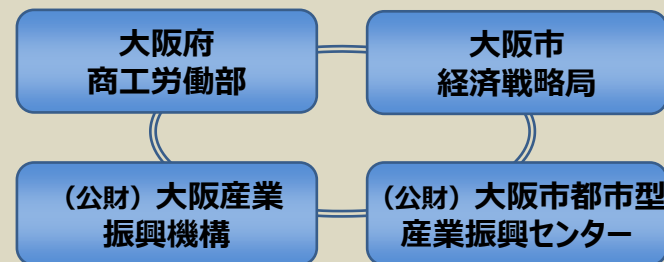 大阪府
商工労働部
大阪市
経済戦略局
（公財）大阪産業
振興機構
（公財）大阪市都市型
産業振興センター